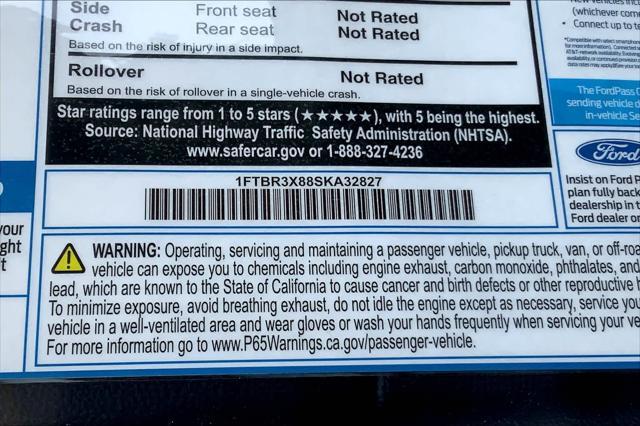 Side Front seat Not Rated
Crash Rear seat Not Rated
Based on the risk of injury in a side impact.
Rollover Not Rated
Based on the risk of rollover in a single-vehicle crash.
Star ratings range from 1 to 5 stars (★★★★★), with 5 being the highest.
Source: National Highway Traffic Safety Administration (NHTSA).
www.safercar.gov or 1-888-327-4236
1FTBR3X88SKA32827
WARNING: Operating, servicing and maintaining a passenger vehicle, pickup truck, van, or off-roa
vehicle can expose you to chemicals including engine exhaust, carbon monoxide, phthalates, and
lead, which are known to the State of California to cause cancer and birth defects or other reproductive h
To minimize exposure, avoid breathing exhaust, do not idle the engine except as necessary, service you
vehicle in a well-ventilated area and wear gloves or wash your hands frequently when servicing your ve
For more information go to www.P65Warnings.ca.gov/passenger-vehicle.
(whichever come
• Connect up to te
The FordPass C
sending vehicle d
in-vehicle Se
Ford
Insist on Ford P
plan fully back
dealership in t
Ford dealer o
your
ght
t